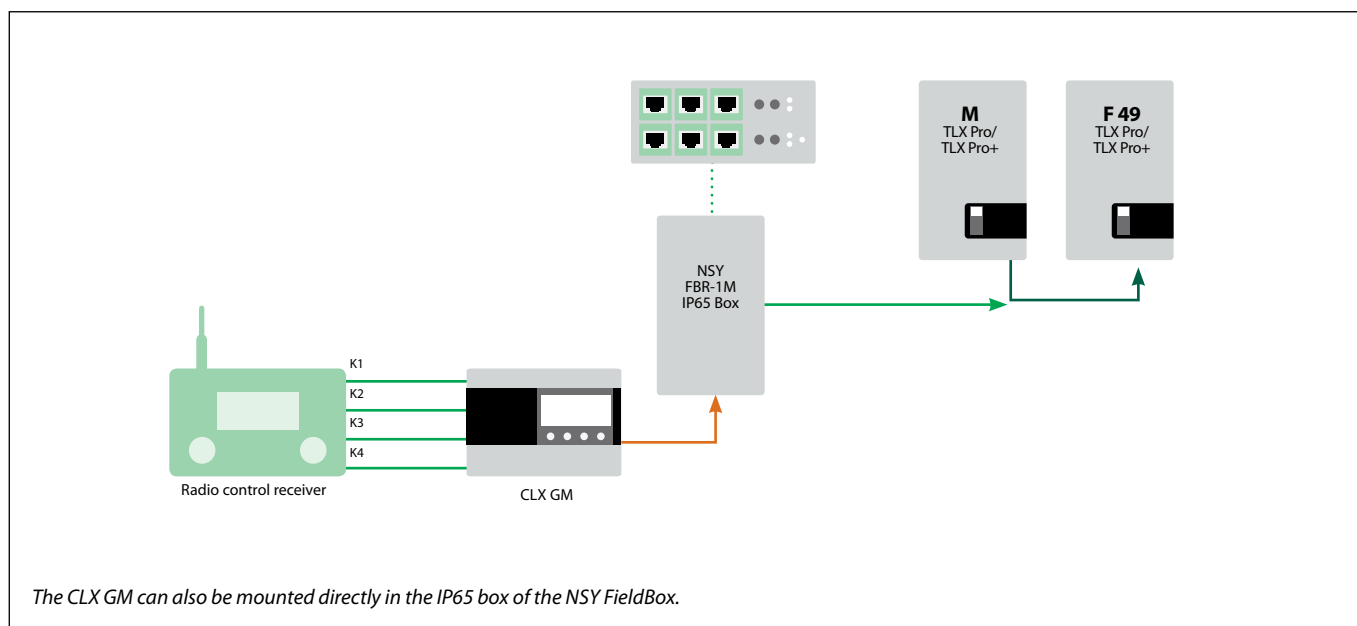 M
TLX Pro/
TLX Pro+
F 49
TLX Pro/
TLX Pro+
NSY
FBR-1M
IP65 Box
K1
K2
K3
K4
Radio control receiver
CLX GM
The CLX GM can also be mounted directly in the IP65 box of the NSY FieldBox.